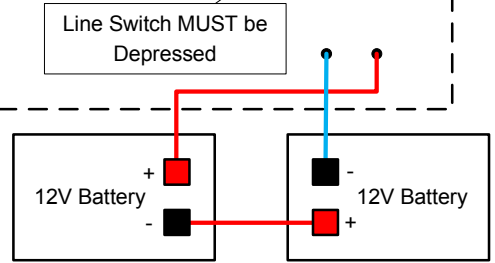 Line Switch MUST be
Depressed
+
-
12V Battery
12V Battery
-
+